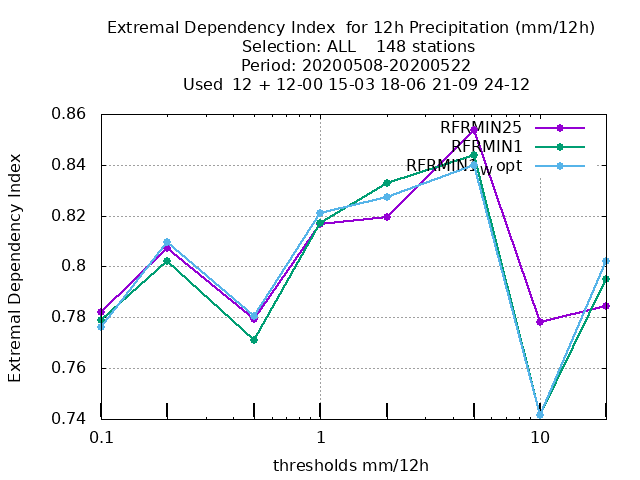 Extremal Dependency Index  for 12h Precipitation (mm/12h)
Selection: ALL    148 stations
Period: 20200508-20200522
Used  12 + 12-00 15-03 18-06 21-09 24-12
RFRMIN25
RFRMIN1
RFRMIN1_W opt
0.86
0.84
0.82
0.8
0.78
0.76
0.74
Extremal Dependency Index
0.1
1
10
thresholds mm/12h